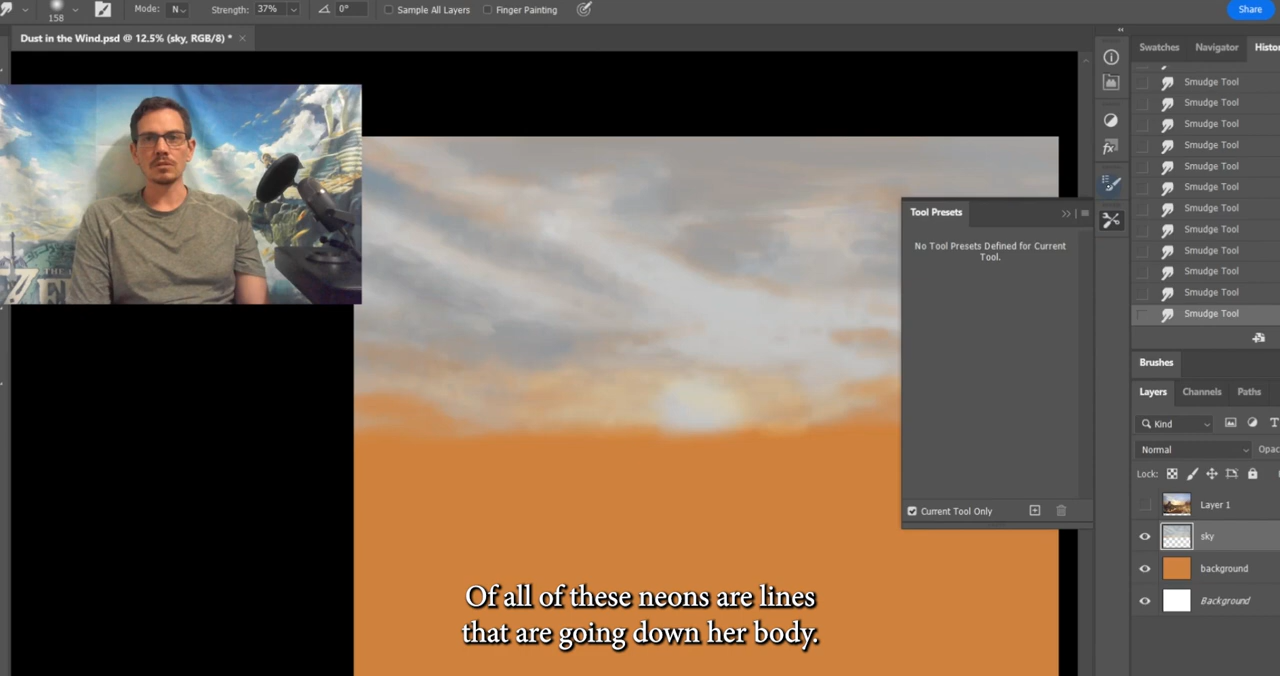 158
Mode: N
Strength: 37%
0°
Sample All Layers
Finger Painting
Share
Dust in the Wind.psd @ 12.5% (sky, RGB/8) *
Swatches
Navigator
Histo
Smudge Tool
Smudge Tool
Smudge Tool
Smudge Tool
Smudge Tool
Smudge Tool
Smudge Tool
Smudge Tool
Smudge Tool
Smudge Tool
Smudge Tool
Smudge Tool
Tool Presets
No Tool Presets Defined for Current
Tool.
Current Tool Only
Brushes
Layers
Channels
Paths
Kind
Normal
Opac
Lock:
Layer 1
sky
background
Background
Of all of these neons are lines
that are going down her body.